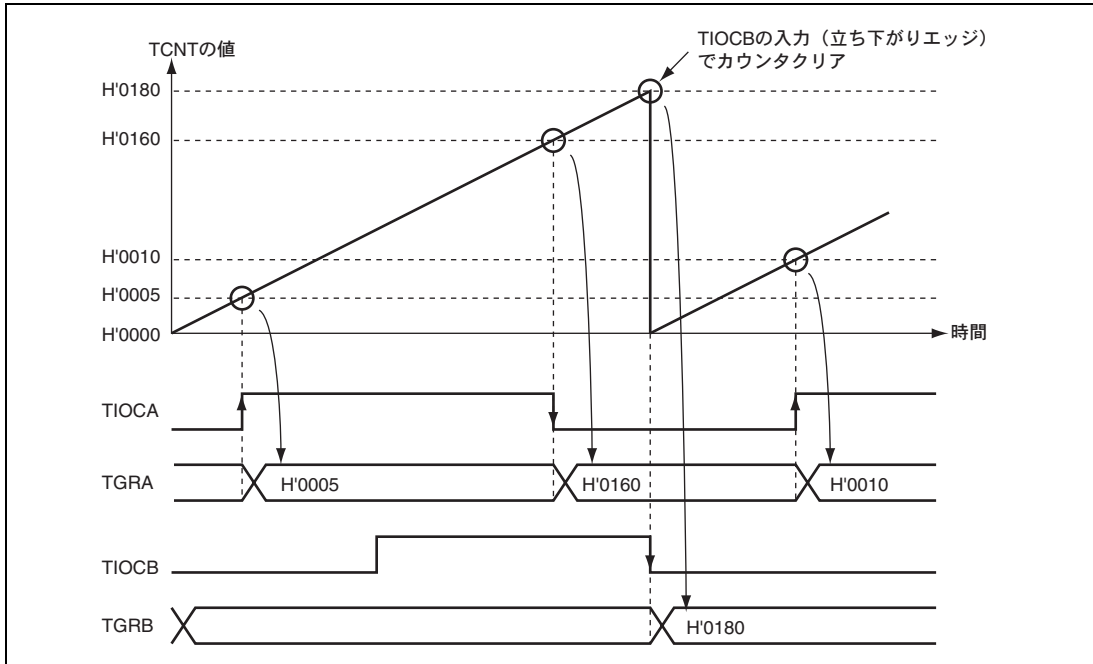 TIOCBの入力（立ち下がりエッジ）
でカウンタクリア
TCNTの値
H'0180
H'0160
H'0010
H'0005
H'0000
時間
TIOCA
TGRA
H'0005
H'0160
H'0010
TIOCB
TGRB
H'0180